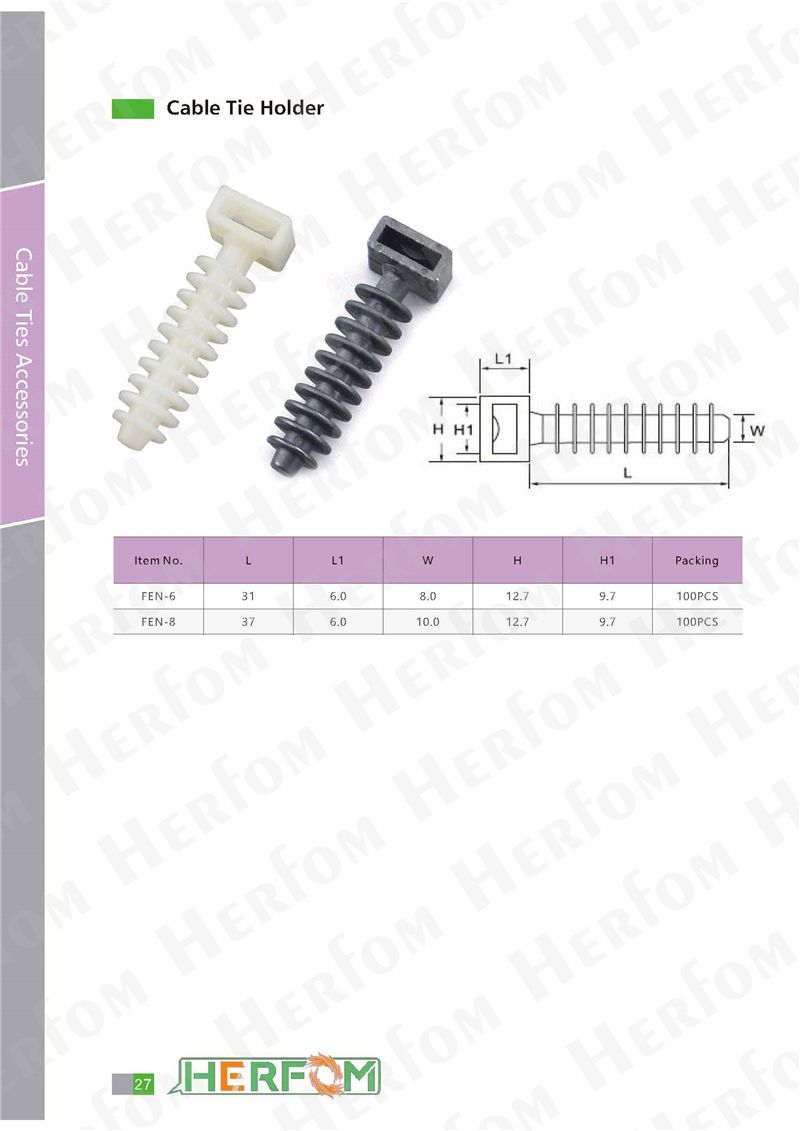 Cable Tie Holder
Cable Ties Accessories
L1
H
H1
W
L
Item No. L L1 W H H1 Packing
FEN-6 31 6.0 8.0 12.7 9.7 100PCS
FEN-8 37 6.0 10.0 12.7 9.7 100PCS
27
HERFOM